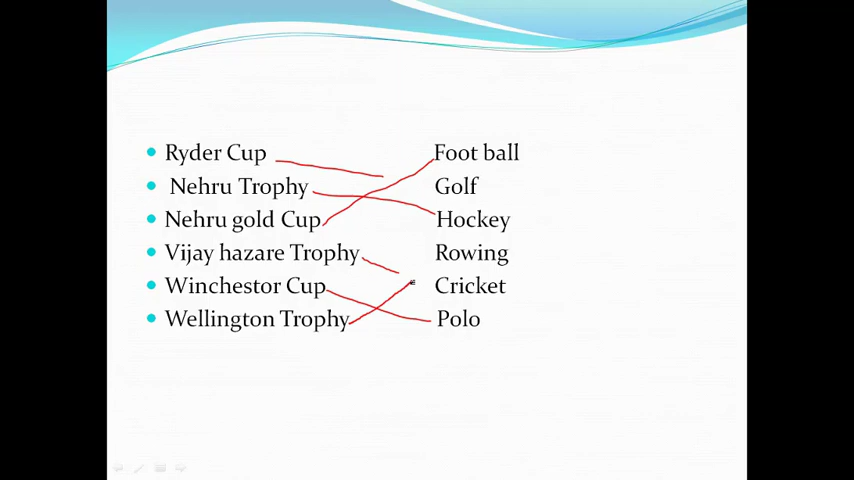 Ryder Cup Foot ball
Nehru Trophy Golf
Nehru gold Cup Hockey
Vijay hazare Trophy Rowing
Winchestor Cup Cricket
Wellington Trophy Polo